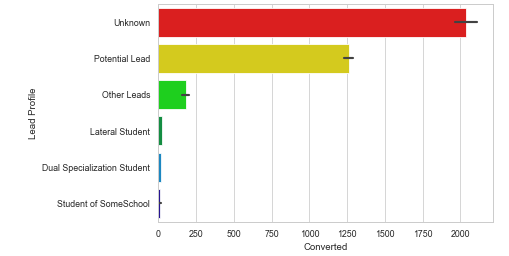 Unknown
Potential Lead
Other Leads
Lateral Student
Dual Specialization Student
Student of SomeSchool
Lead Profile
0 250 500 750 1000 1250 1500 1750 2000
Converted